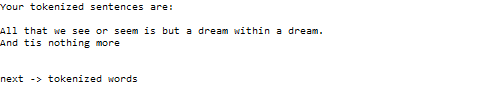 Your tokenized sentences are:
All that we see or seem is but a dream within a dream.
And tis nothing more
next -> tokenized words